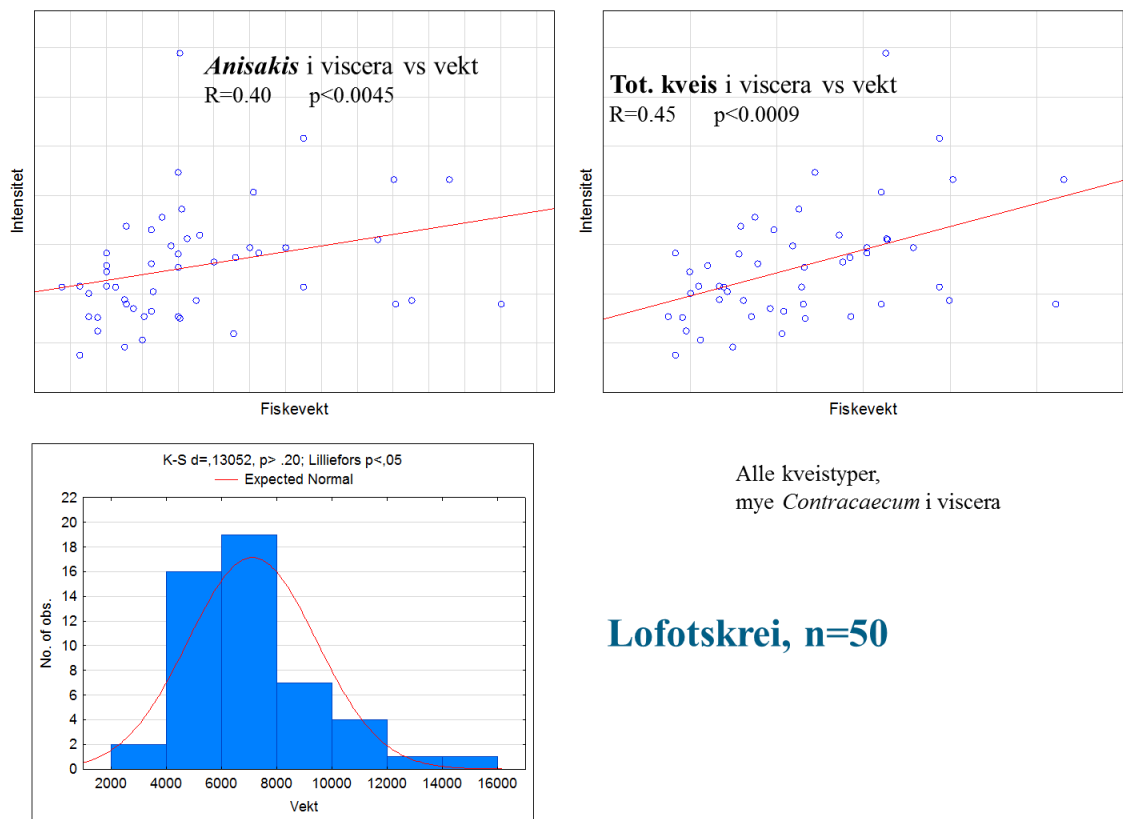 Anisakis i viscera vs vekt
R=0.40 p<0.0045
Intensitet
Fiskevekt
Tot. kveis i viscera vs vekt
R=0.45 p<0.0009
Intensitet
Fiskevekt
K-S d=,13052, p> .20; Lilliefors p<,05
Expected Normal
22
20
18
16
14
12
10
8
6
4
2
0
No. of obs.
2000 4000 6000 8000 10000 12000 14000 16000
Vekt
Alle kveistyper,
mye Contracaecum i viscera
Lofotskrei, n=50